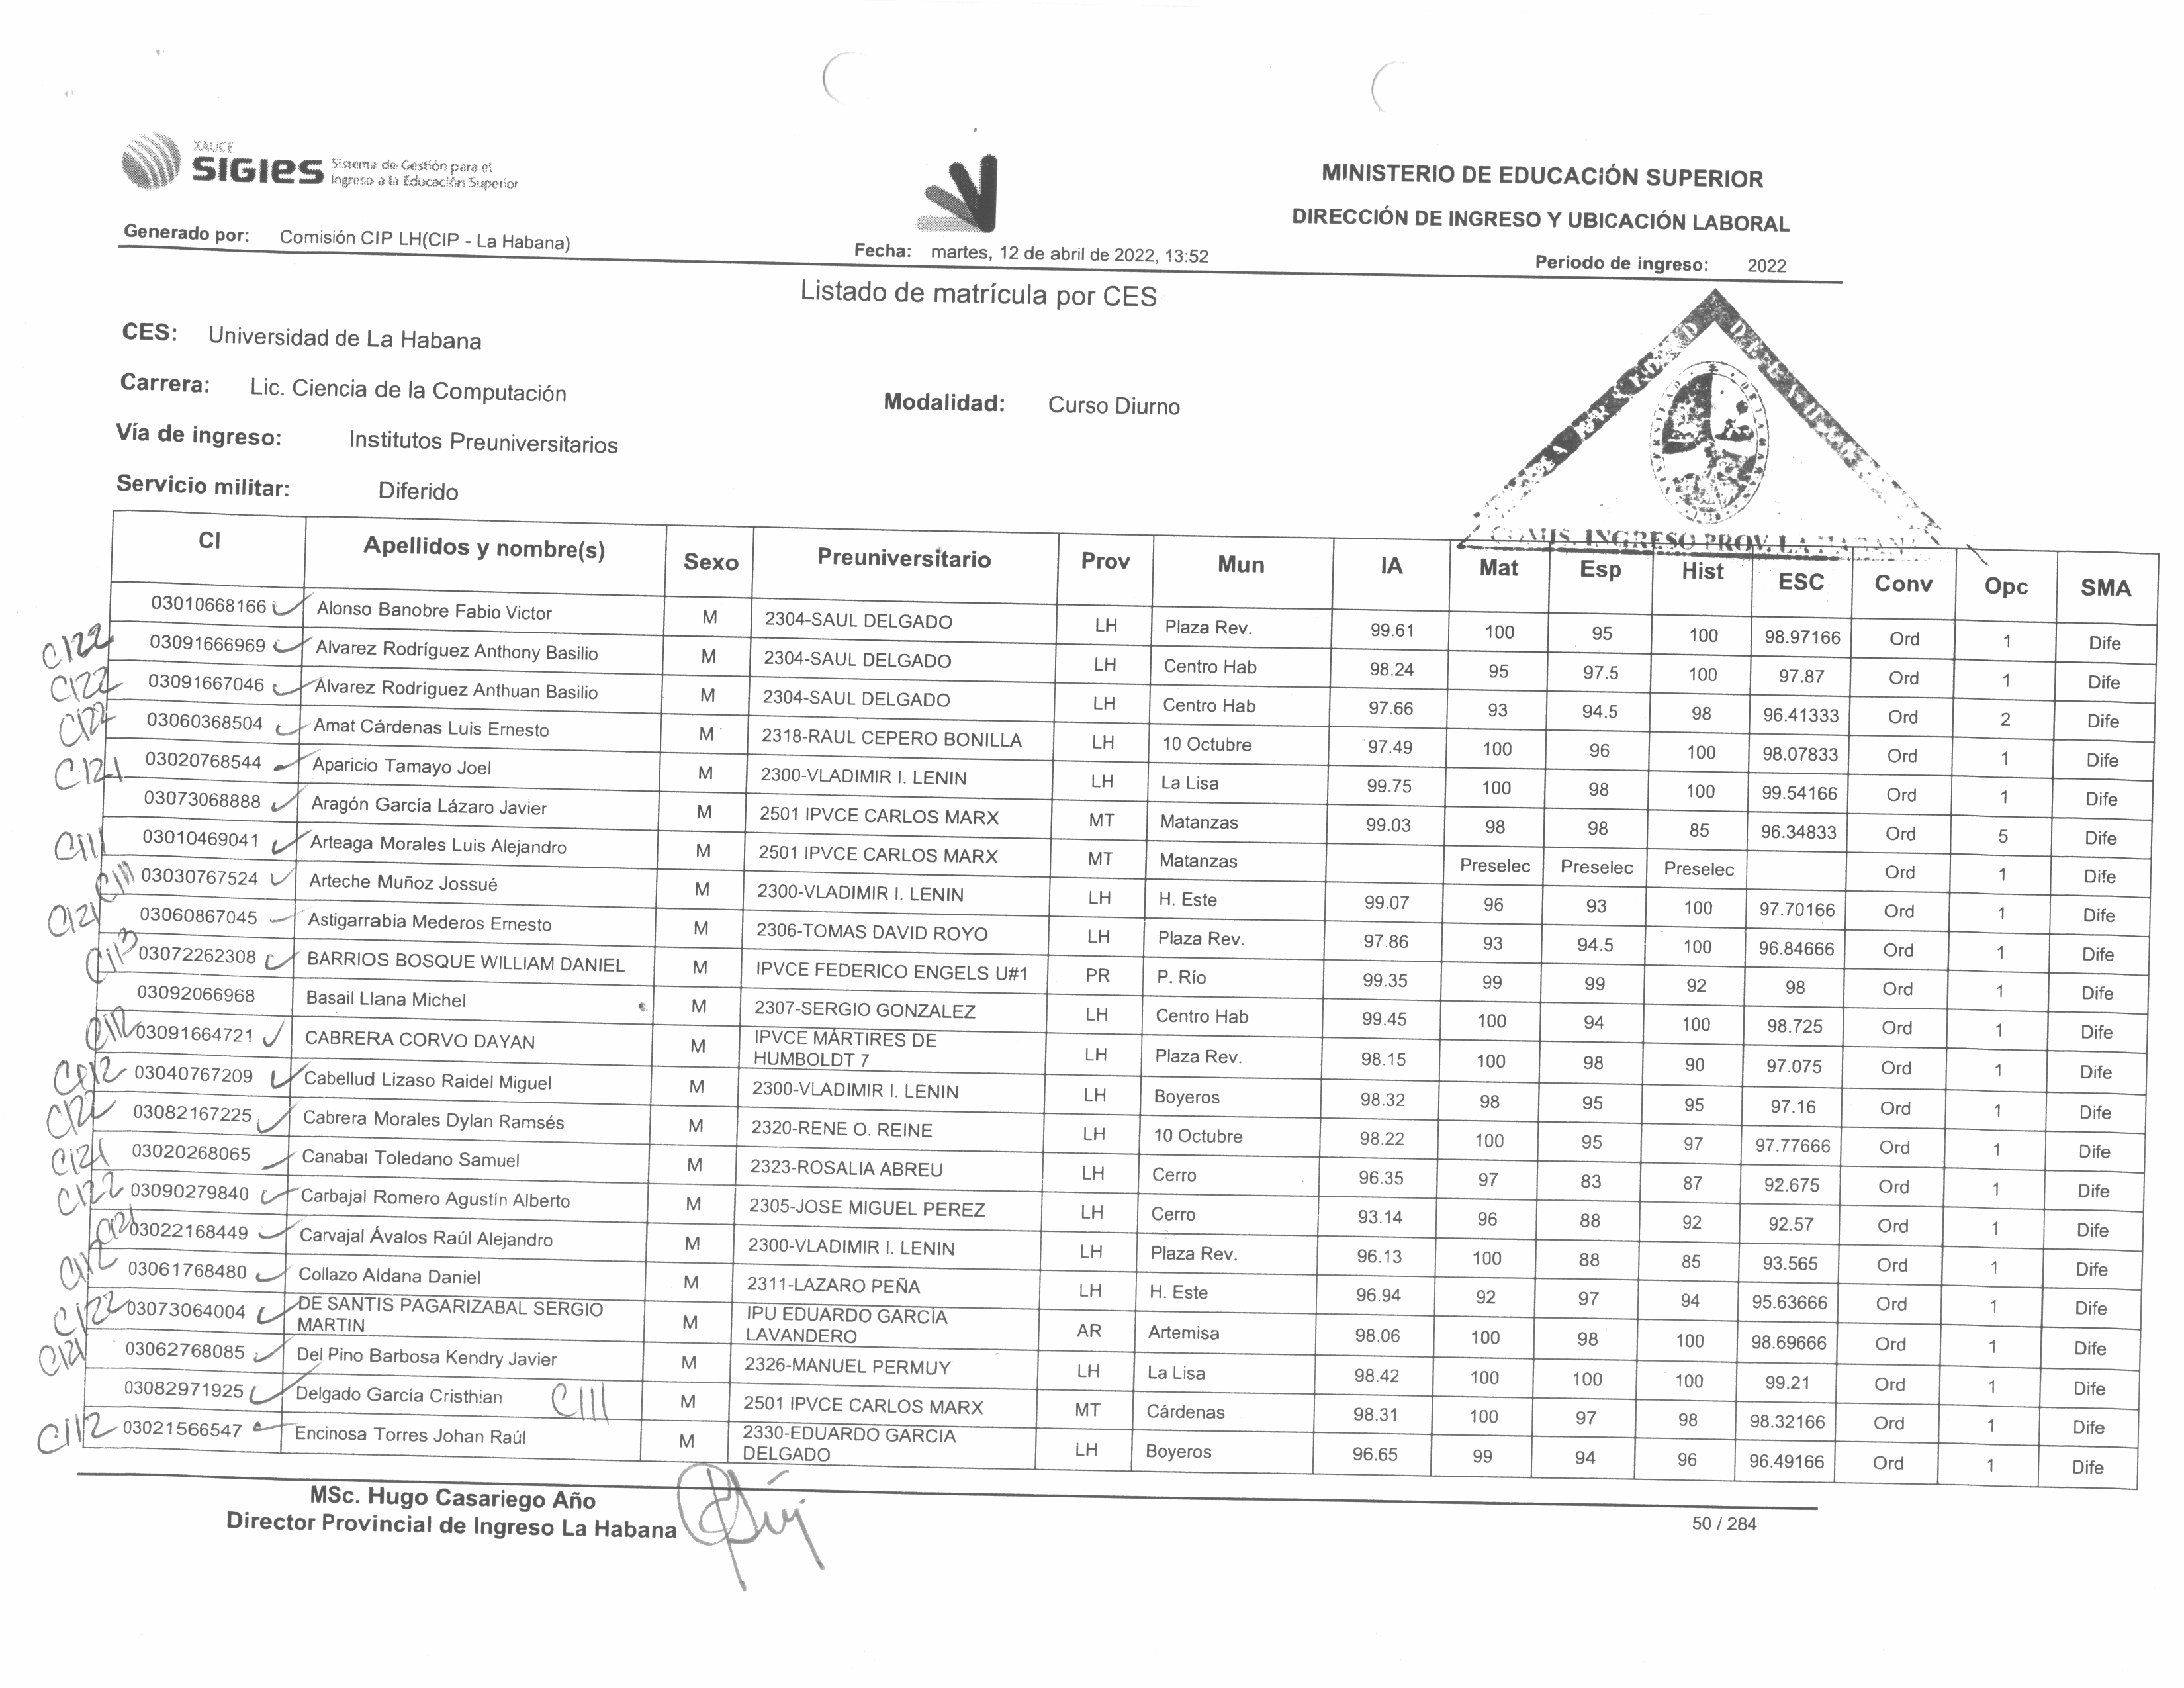 XAUCE
SIGIES Sistema de Gestión para el
Ingreso a la Educación Superior
MINISTERIO DE EDUCACIÓN SUPERIOR
DIRECCIÓN DE INGRESO Y UBICACIÓN LABORAL
Generado por: Comisión CIP LH(CIP - La Habana)
Fecha: martes, 12 de abril de 2022, 13:52
Periodo de ingreso: 2022
Listado de matrícula por CES
CES: Universidad de La Habana
Carrera: Lic. Ciencia de la Computación
Modalidad: Curso Diurno
Vía de ingreso: Institutos Preuniversitarios
Servicio militar: Diferido
INGRESO PROV. LA HABANA
CI Apellidos y nombre(s) Sexo Preuniversitario Prov Mun IA Mat Esp Hist ESC Conv Opc SMA
03010668166 Alonso Banobre Fabio Victor M 2304-SAUL DELGADO LH Plaza Rev. 99.61 100 95 100 98.97166 Ord 1 Dife
C122 03091666969 Alvarez Rodríguez Anthony Basilio M 2304-SAUL DELGADO LH Centro Hab 98.24 95 97.5 100 97.87 Ord 1 Dife
C122 03091667046 Álvarez Rodríguez Anthuan Basilio M 2304-SAUL DELGADO LH Centro Hab 97.66 93 94.5 98 96.41333 Ord 2 Dife
C122 03060368504 Amat Cárdenas Luis Ernesto M 2318-RAUL CEPERO BONILLA LH 10 Octubre 97.49 100 96 100 98.07833 Ord 1 Dife
C121 03020768544 Aparicio Tamayo Joel M 2300-VLADIMIR I. LENIN LH La Lisa 99.75 100 98 100 99.54166 Ord 1 Dife
03073068888 Aragón García Lázaro Javier M 2501 IPVCE CARLOS MARX MT Matanzas 99.03 98 98 85 96.34833 Ord 5 Dife
C111 03010469041 Arteaga Morales Luis Alejandro M 2501 IPVCE CARLOS MARX MT Matanzas Preselec Preselec Preselec Ord 1 Dife
C111 03030767524 Arteche Muñoz Jossué M 2300-VLADIMIR I. LENIN LH H. Este 99.07 96 93 100 97.70166 Ord 1 Dife
C121 03060867045 Astigarrabia Mederos Ernesto M 2306-TOMAS DAVID ROYO LH Plaza Rev. 97.86 93 94.5 100 96.84666 Ord 1 Dife
C113 03072262308 BARRIOS BOSQUE WILLIAM DANIEL M IPVCE FEDERICO ENGELS U#1 PR P. Río 99.35 99 99 92 98 Ord 1 Dife
03092066968 Basail Llana Michel M 2307-SERGIO GONZALEZ LH Centro Hab 99.45 100 94 100 98.725 Ord 1 Dife
C112 03091664721 CABRERA CORVO DAYAN M IPVCE MÁRTIRES DE HUMBOLDT 7 LH Plaza Rev. 98.15 100 98 90 97.075 Ord 1 Dife
C112 03040767209 Cabellud Lizaso Raidel Miguel M 2300-VLADIMIR I. LENIN LH Boyeros 98.32 98 95 95 97.16 Ord 1 Dife
C122 03082167225 Cabrera Morales Dylan Ramsés M 2320-RENE O. REINE LH 10 Octubre 98.22 100 95 97 97.77666 Ord 1 Dife
C121 03020268065 Canabal Toledano Samuel M 2323-ROSALIA ABREU LH Cerro 96.35 97 83 87 92.675 Ord 1 Dife
C122 03090279840 Carbajal Romero Agustín Alberto M 2305-JOSE MIGUEL PEREZ LH Cerro 93.14 96 88 92 92.57 Ord 1 Dife
C121 03022168449 Carvajal Ávalos Raúl Alejandro M 2300-VLADIMIR I. LENIN LH Plaza Rev. 96.13 100 88 85 93.565 Ord 1 Dife
C112 03061768480 Collazo Aldana Daniel M 2311-LAZARO PEÑA LH H. Este 96.94 92 97 94 95.63666 Ord 1 Dife
C122 03073064004 DE SANTIS PAGARIZABAL SERGIO MARTIN M IPU EDUARDO GARCÍA LAVANDERO AR Artemisa 98.06 100 98 100 98.69666 Ord 1 Dife
C121 03062768085 Del Pino Barbosa Kendry Javier M 2326-MANUEL PERMUY LH La Lisa 98.42 100 100 100 99.21 Ord 1 Dife
03082971925 Delgado García Cristhian C111 M 2501 IPVCE CARLOS MARX MT Cárdenas 98.31 100 97 98 98.32166 Ord 1 Dife
C112 03021566547 Encinosa Torres Johan Raúl M 2330-EDUARDO GARCIA DELGADO LH Boyeros 96.65 99 94 96 96.49166 Ord 1 Dife
MSc. Hugo Casariego Año
Director Provincial de Ingreso La Habana
50 / 284